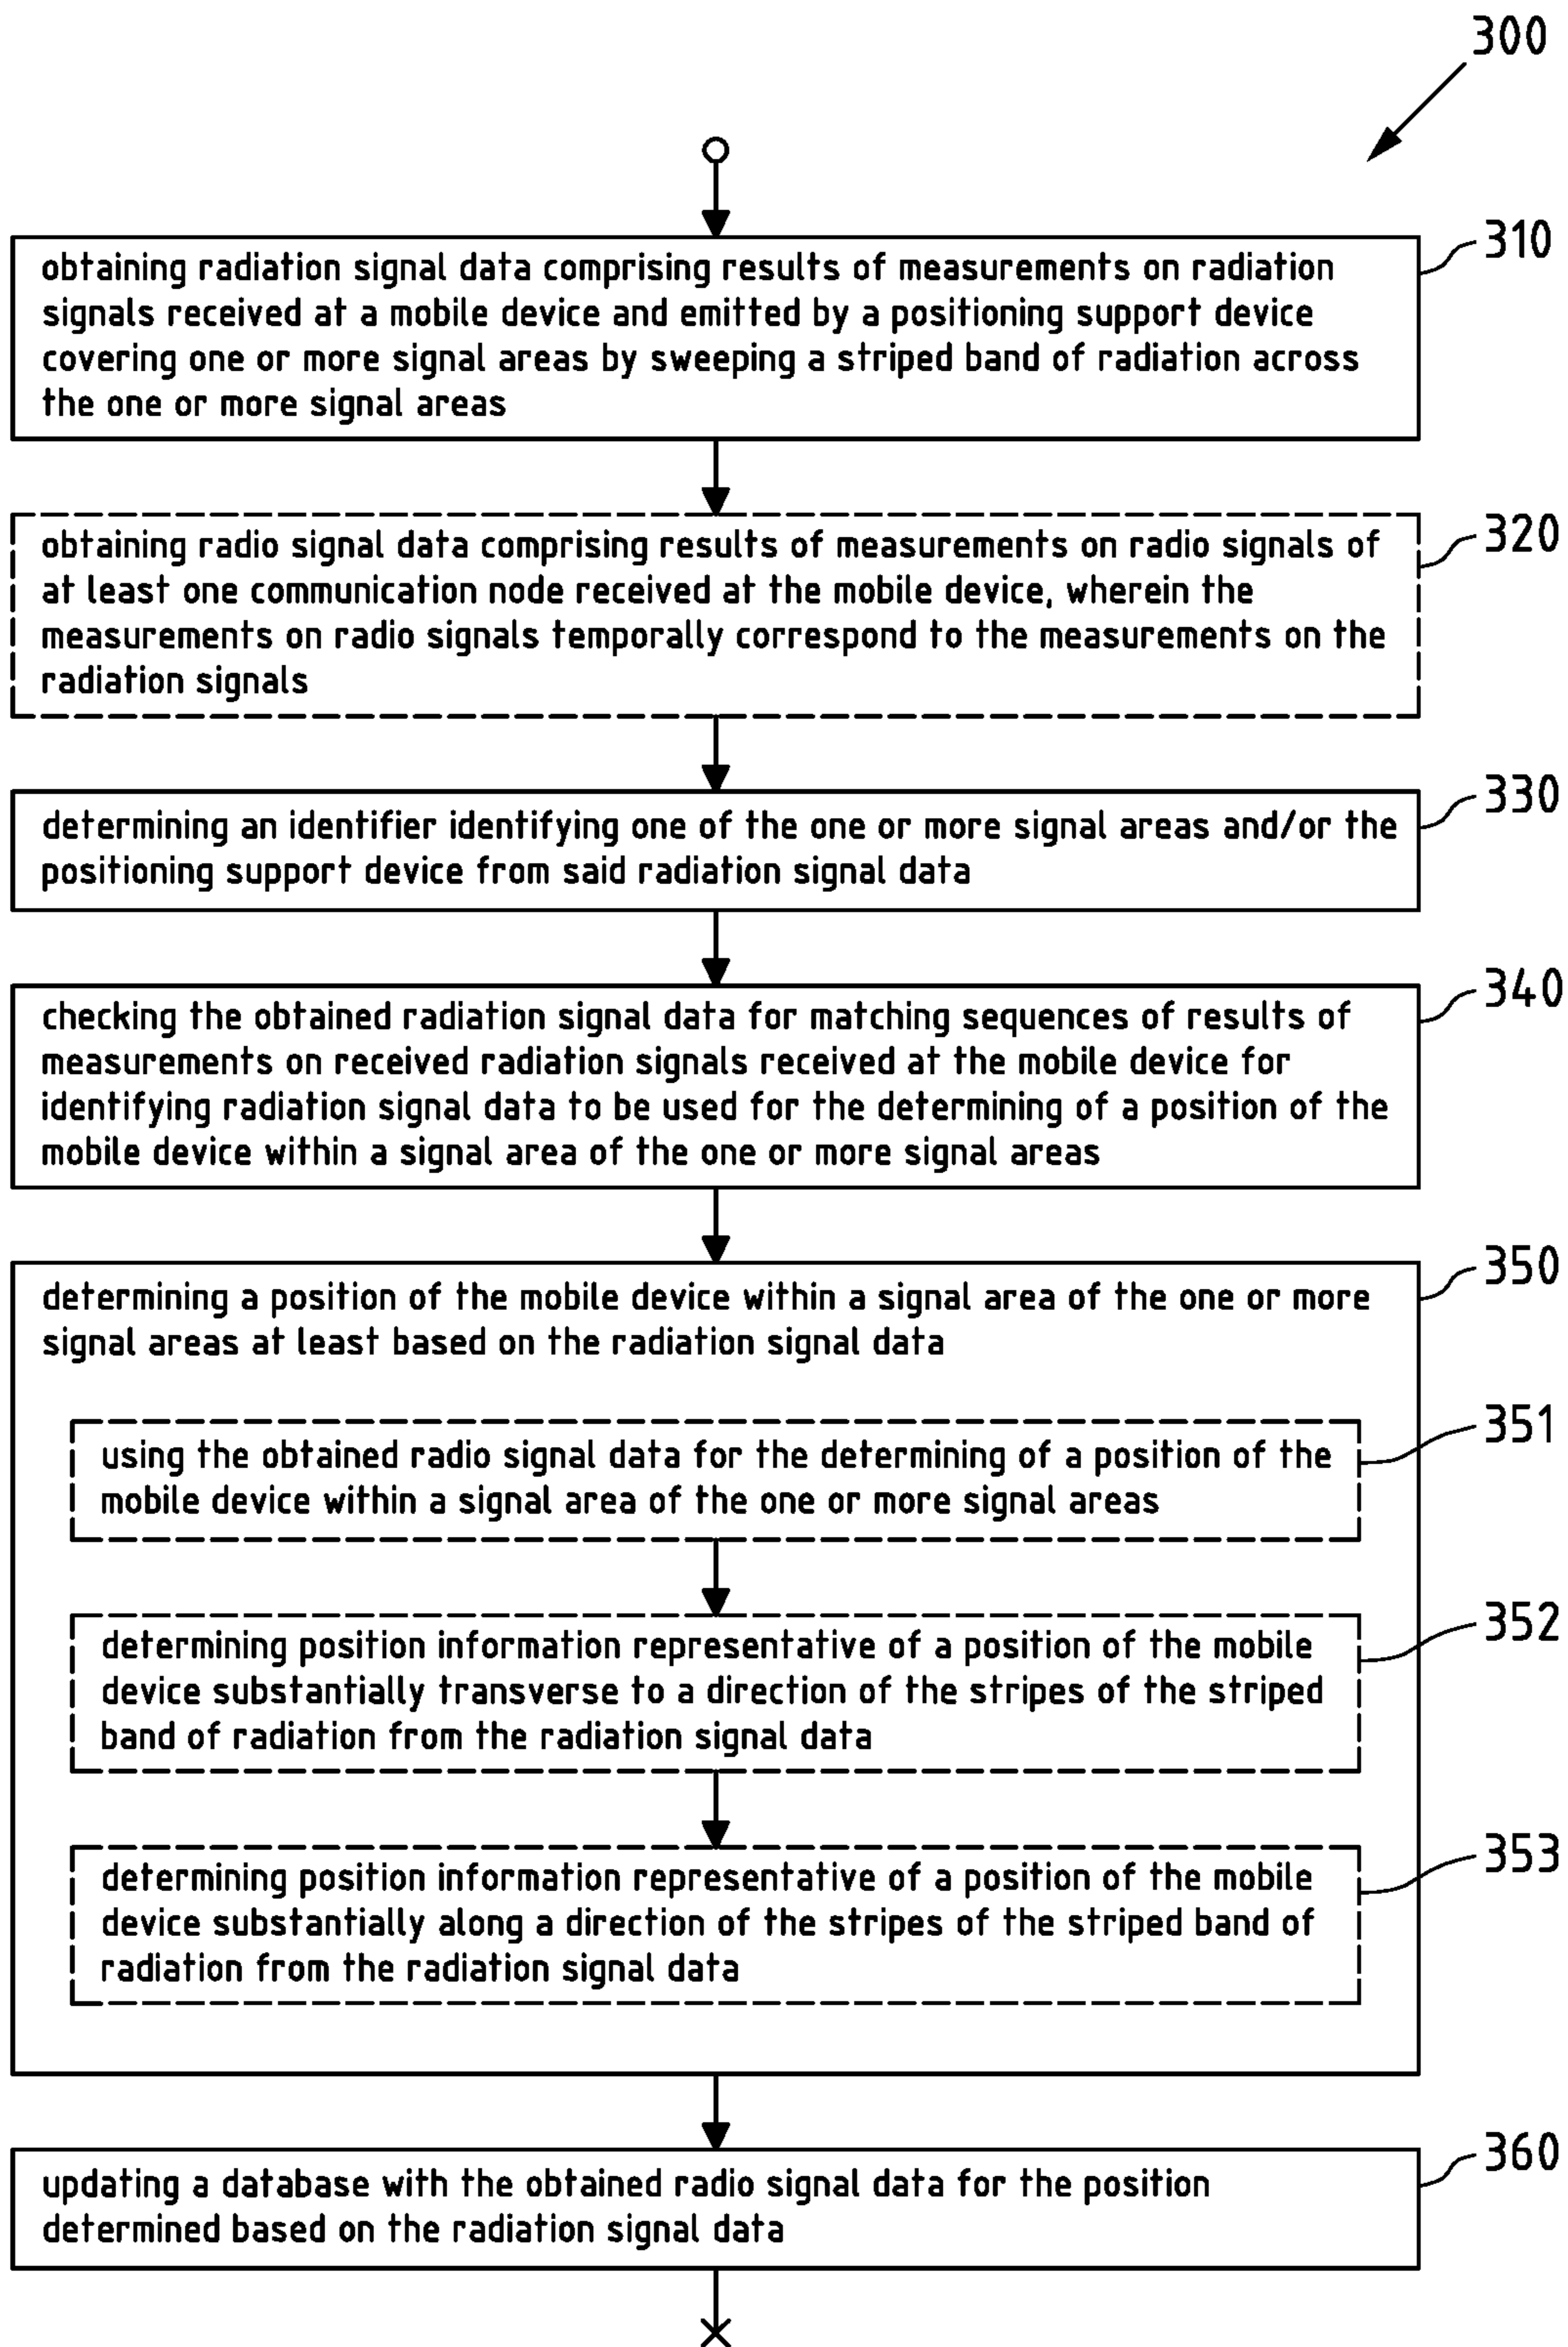 300
310
obtaining radiation signal data comprising results of measurements on radiation
signals received at a mobile device and emitted by a positioning support device
covering one or more signal areas by sweeping a striped band of radiation across
the one or more signal areas
320
obtaining radio signal data comprising results of measurements on radio signals of
at least one communication node received at the mobile device, wherein the
measurements on radio signals temporally correspond to the measurements on the
radiation signals
330
determining an identifier identifying one of the one or more signal areas and/or the
positioning support device from said radiation signal data
340
checking the obtained radiation signal data for matching sequences of results of
measurements on received radiation signals received at the mobile device for
identifying radiation signal data to be used for the determining of a position of the
mobile device within a signal area of the one or more signal areas
350
determining a position of the mobile device within a signal area of the one or more
signal areas at least based on the radiation signal data
351
using the obtained radio signal data for the determining of a position of the
mobile device within a signal area of the one or more signal areas
352
determining position information representative of a position of the mobile
device substantially transverse to a direction of the stripes of the striped
band of radiation from the radiation signal data
353
determining position information representative of a position of the mobile
device substantially along a direction of the stripes of the striped band of
radiation from the radiation signal data
360
updating a database with the obtained radio signal data for the position
determined based on the radiation signal data